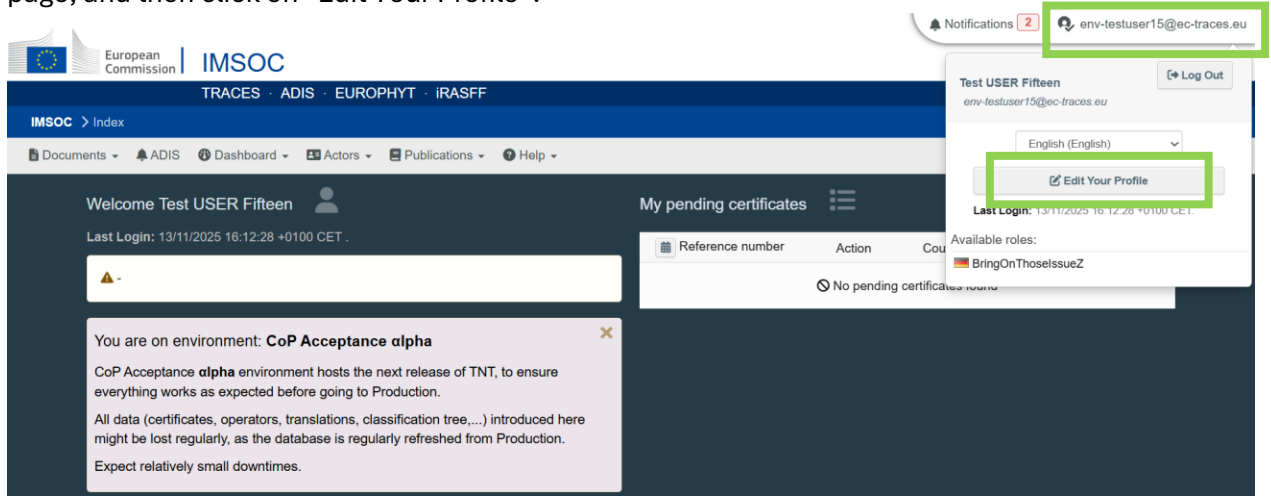 page, and then click on "Edit Your Profile".
Notifications 2 env-testuser15@ec-traces.eu
European
Commission
IMSOC
TRACES · ADIS · EUROPHYT · iRASFF
IMSOC > Index
Documents ADIS Dashboard Actors Publications Help
Test USER Fifteen
Log Out
env-testuser15@ec-traces.eu
English (English)
Edit Your Profile
Last Login: 13/11/2025 16:12:28 +0100 CET.
Available roles:
BringOnThoseIssueZ
Welcome Test USER Fifteen
Last Login: 13/11/2025 16:12:28 +0100 CET .
-
You are on environment: CoP Acceptance αlpha
CoP Acceptance αlpha environment hosts the next release of TNT, to ensure
everything works as expected before going to Production.
All data (certificates, operators, translations, classification tree,...) introduced here
might be lost regularly, as the database is regularly refreshed from Production.
Expect relatively small downtimes.
My pending certificates
Reference number Action Cou
No pending certificates found